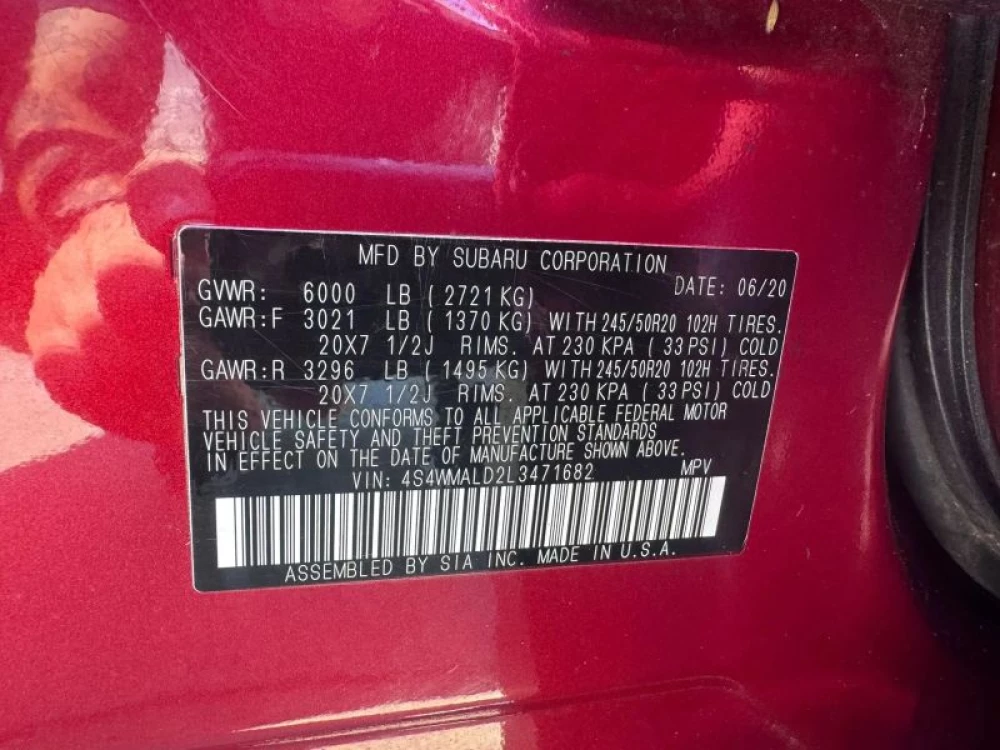 MFD BY SUBARU CORPORATION
GVWR: 6000 LB ( 2721 KG) DATE: 06/20
GAWR:F 3021 LB ( 1370 KG) WITH 245/50R20 102H TIRES.
20X7 1/2J RIMS. AT 230 KPA ( 33 PSI) COLD
GAWR:R 3296 LB ( 1495 KG) WITH 245/50R20 102H TIRES.
20X7 1/2J RIMS. AT 230 KPA ( 33 PSI) COLD
THIS VEHICLE CONFORMS TO ALL APPLICABLE FEDERAL MOTOR
VEHICLE SAFETY AND THEFT PREVENTION STANDARDS
IN EFFECT ON THE DATE OF MANUFACTURE SHOWN ABOVE.
VIN: 4S4WMALD2L3471682 MPV
ASSEMBLED BY SIA INC. MADE IN U.S.A.